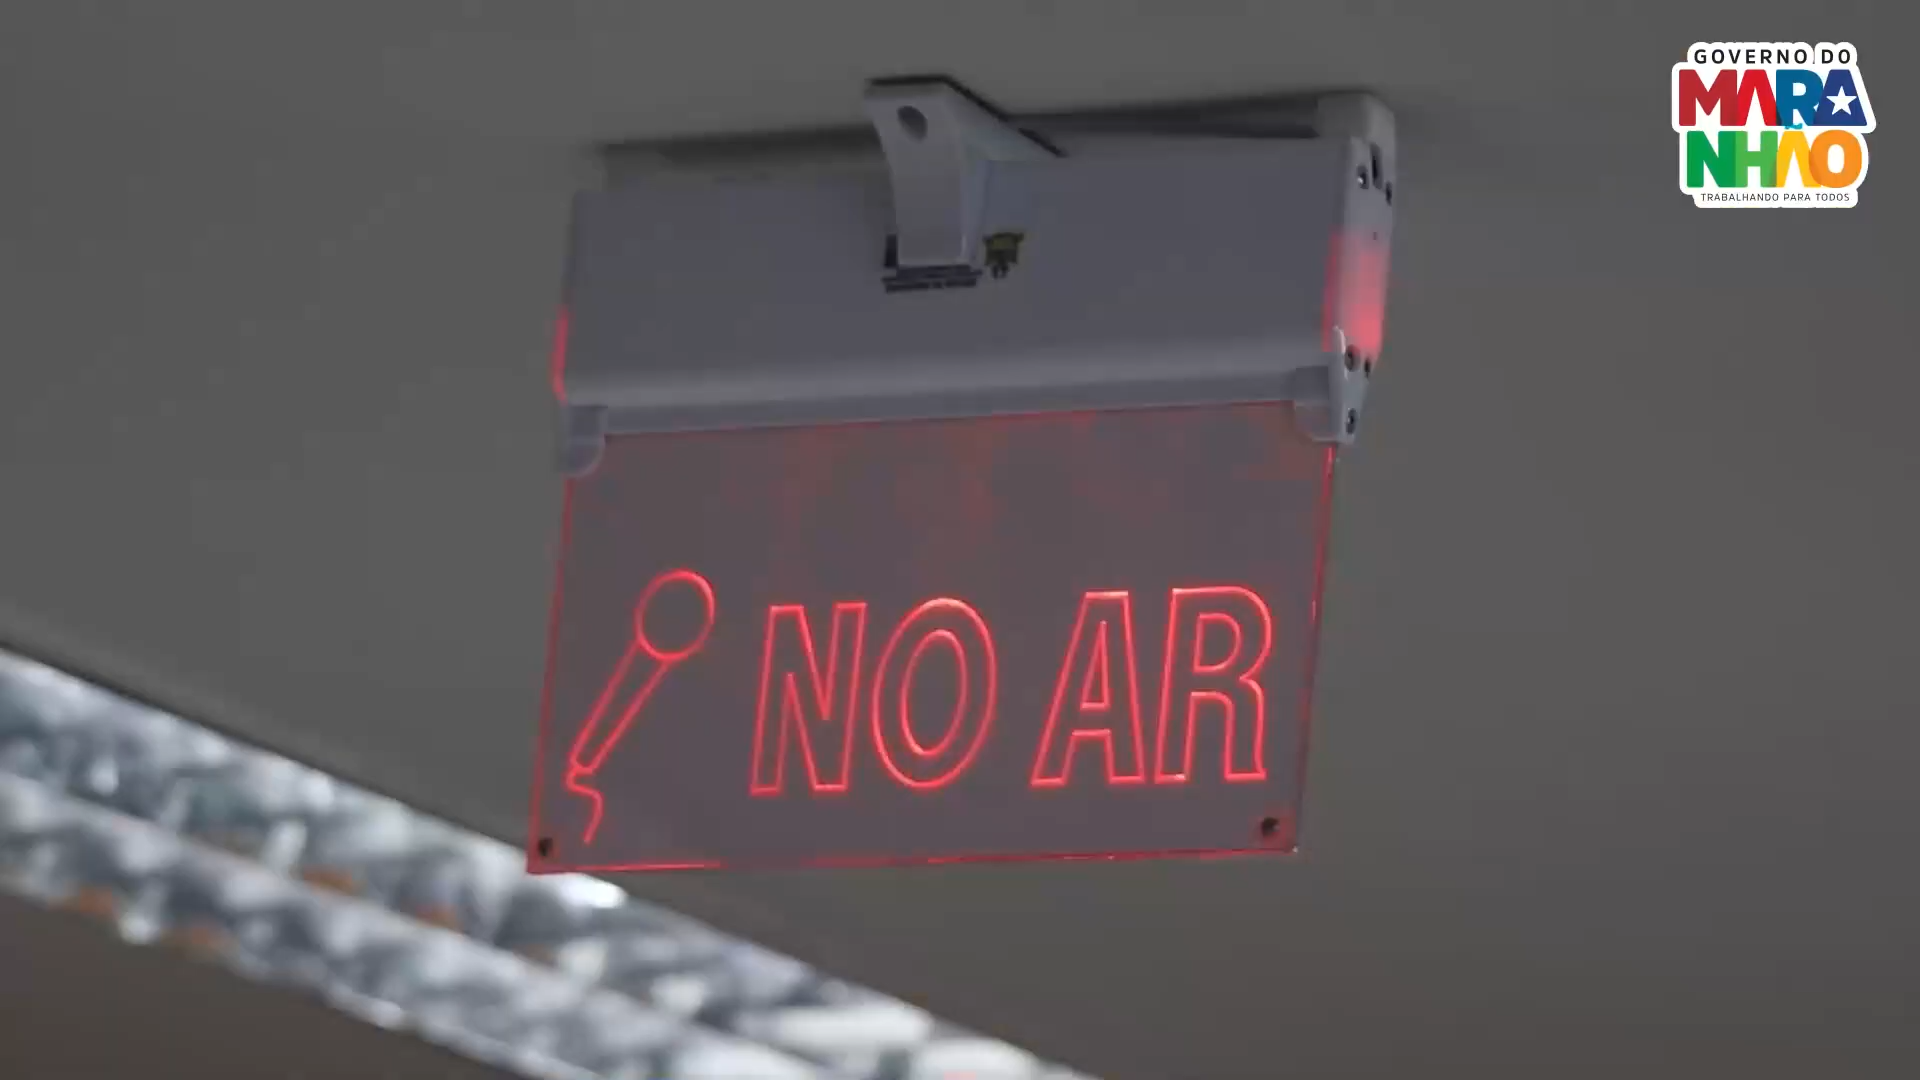 GOVERNO DO
MARA
NHÃO
TRABALHANDO PARA TODOS
NO AR